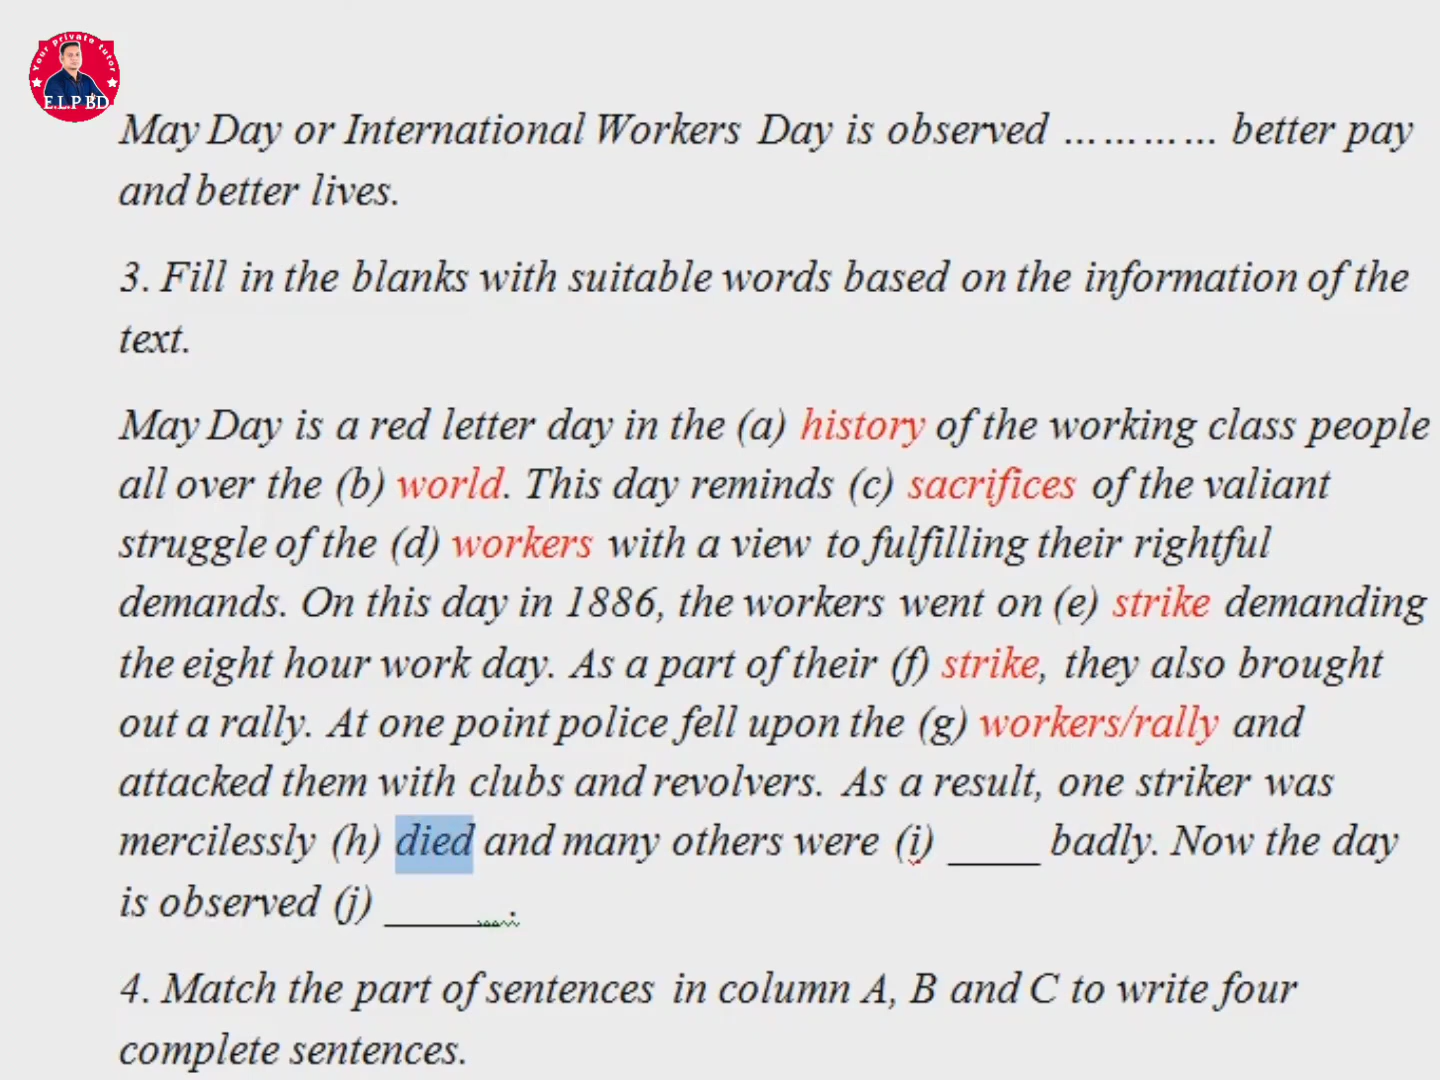 Your private tutor
E.L.P BD
May Day or International Workers Day is observed ………… better pay
and better lives.
3. Fill in the blanks with suitable words based on the information of the
text.
May Day is a red letter day in the (a) history of the working class people
all over the (b) world. This day reminds (c) sacrifices of the valiant
struggle of the (d) workers with a view to fulfilling their rightful
demands. On this day in 1886, the workers went on (e) strike demanding
the eight hour work day. As a part of their (f) strike, they also brought
out a rally. At one point police fell upon the (g) workers/rally and
attacked them with clubs and revolvers. As a result, one striker was
mercilessly (h) died and many others were (i) ____ badly. Now the day
is observed (j) _____.
4. Match the part of sentences in column A, B and C to write four
complete sentences.